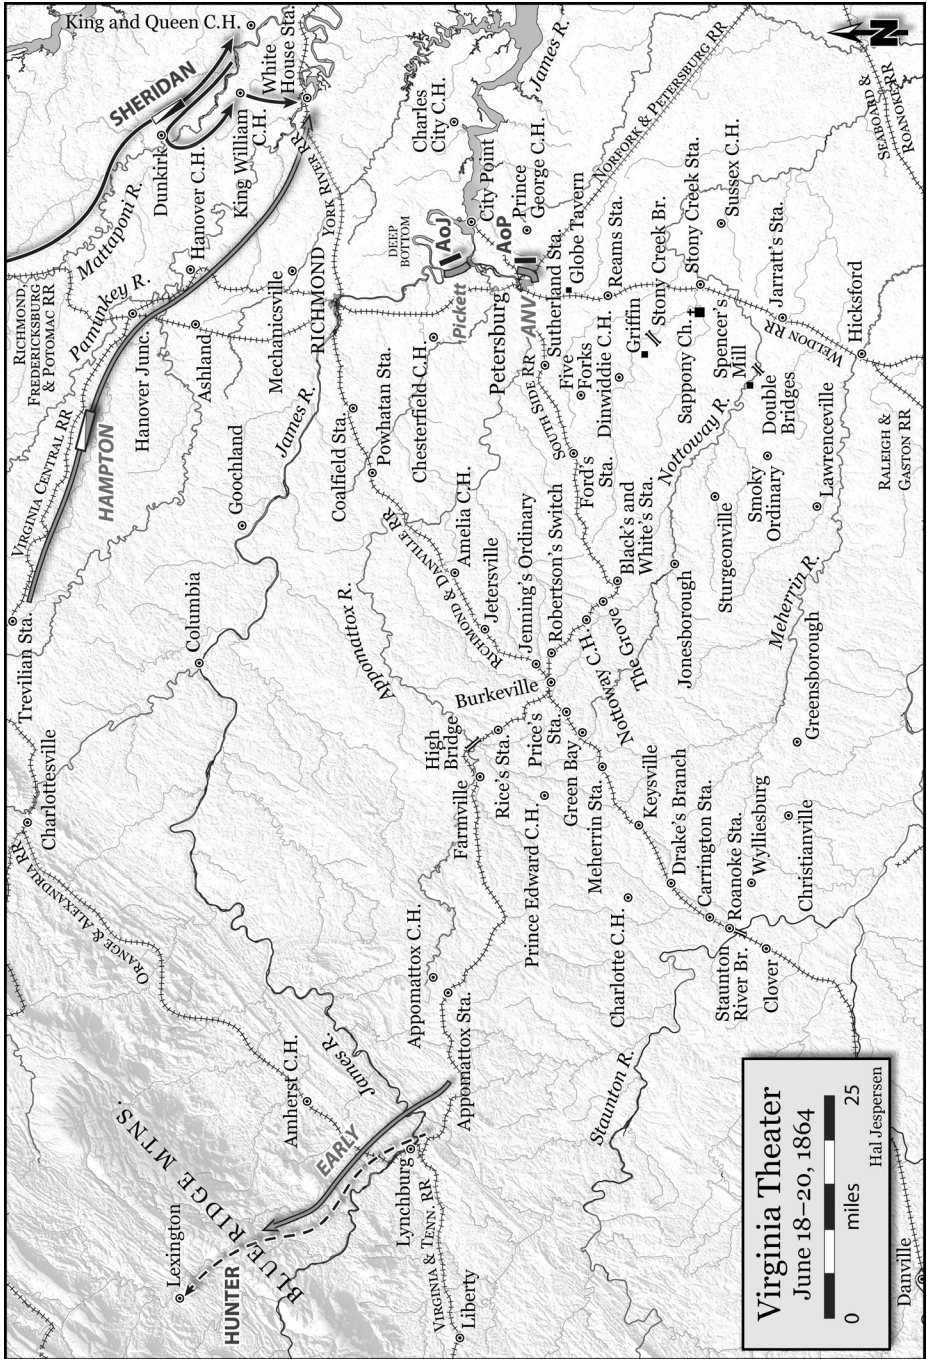 King and Queen C.H.
White
House Sta.
SHERIDAN
Dunkirk
King William
C.H.
Hanover C.H.
Mattaponi R.
YORK RIVER RR
Pamunkey R.
RICHMOND,
FREDERICKSBURG
& POTOMAC RR
Hanover Junc.
Ashland
Mechanicsville
RICHMOND
VIRGINIA CENTRAL RR
HAMPTON
Goochland
James R.
Trevilian Sta.
Columbia
Charlottesville
ORANGE & ALEXANDRIA RR
James R.
Amherst C.H.
BLUE RIDGE MTNS.
Lexington
HUNTER
EARLY
Lynchburg
VIRGINIA & TENN. RR
Liberty
James R.
Charles
City C.H.
City Point
Prince
George C.H.
NORFORK & PETERSBURG RR
SEABOARD &
ROANOKE RR
N
DEEP
BOTTOM
AoJ
AoP
Pickett
ANV
Petersburg
Globe Tavern
Sutherland Sta.
Reams Sta.
Stony Creek Br.
Stony Creek Sta.
Sussex C.H.
Jarratt's Sta.
WELDON RR
Hicksford
Chesterfield C.H.
Five
Forks
Dinwiddie C.H.
Griffin
Sappony Ch.
Spencer's
Mill
Double
Bridges
SOUTH SIDE RR
Ford's
Sta.
Nottoway R.
Coalfield Sta.
Powhatan Sta.
Amelia C.H.
RICHMOND & DANVILLE RR
Jetersville
Jenning's Ordinary
Robertson's Switch
Black's and
White's Sta.
Sturgeonville
Smoky
Ordinary
Lawrenceville
RALEIGH &
GASTON RR
Appomattox R.
Burkeville
Nottoway C.H.
The Grove
Jonesborough
Meherrin R.
Greensborough
High
Bridge
Rice's Sta.
Price's
Sta.
Green Bay
Farmville
Prince Edward C.H.
Meherrin Sta.
Keysville
Drake's Branch
Carrington Sta.
Roanoke Sta.
Wylliesburg
Christianville
Appomattox C.H.
Appomattox Sta.
Charlotte C.H.
Staunton
River Br.
Clover
Staunton R.
Danville
Virginia Theater
June 18–20, 1864
0 miles 25
Hal Jespersen